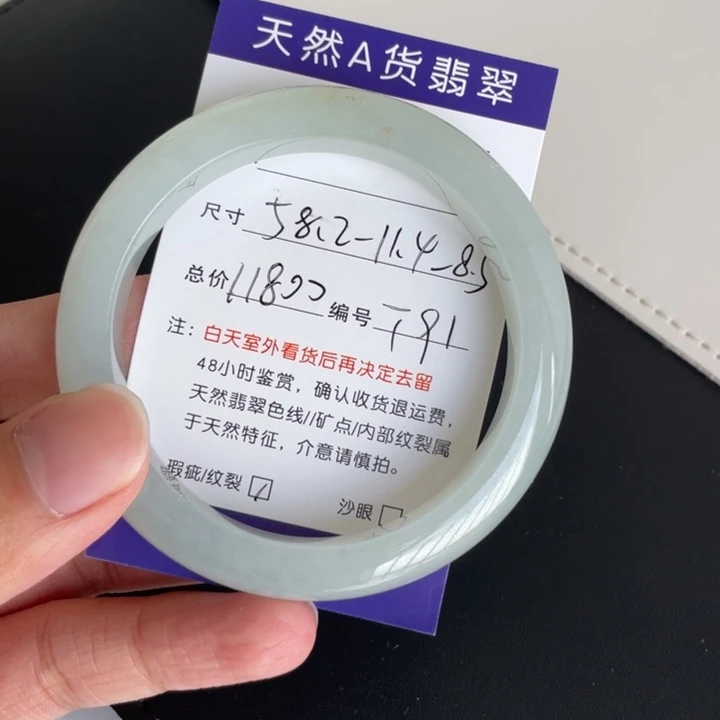 天然A货翡翠
尺寸 58.2-11.4-8.5
总价 11800 编号
注：白天室外看货后再决定去留
48小时鉴赏，确认收货退运费，
天然翡翠色线//矿点/内部纹裂属
于天然特征，介意请慎拍。
瑕疵/纹裂 ☑ 沙眼 ☐